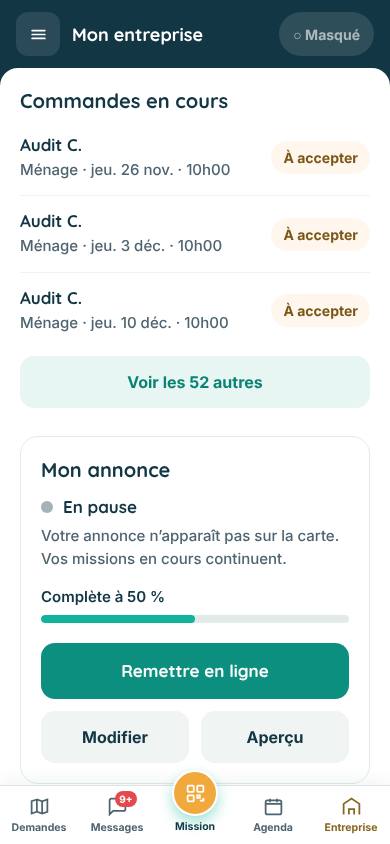 Mon entreprise
○ Masqué
Commandes en cours
Audit C.
Ménage · jeu. 26 nov. · 10h00
À accepter
Audit C.
Ménage · jeu. 3 déc. · 10h00
À accepter
Audit C.
Ménage · jeu. 10 déc. · 10h00
À accepter
Voir les 52 autres
Mon annonce
En pause
Votre annonce n’apparaît pas sur la carte.
Vos missions en cours continuent.
Complète à 50 %
Remettre en ligne
Modifier
Aperçu
9+
Demandes
Messages
Mission
Agenda
Entreprise